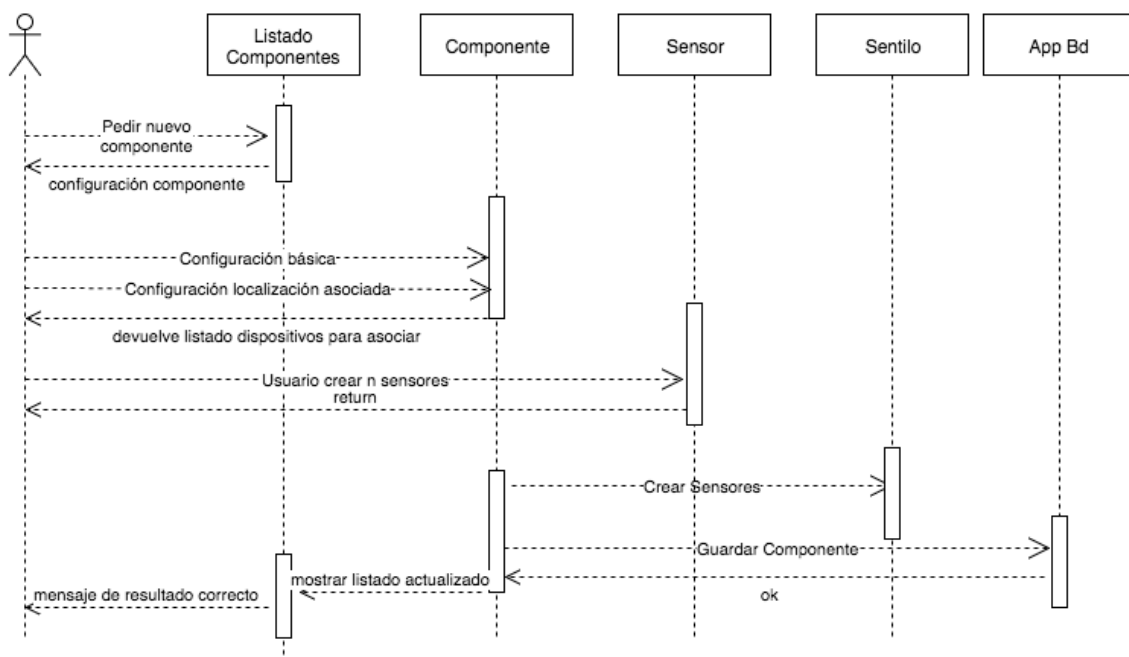 Listado
Componentes
Componente
Sensor
Sentilo
App Bd
Pedir nuevo
componente
configuración componente
Configuración básica
Configuración localización asociada
devuelve listado dispositivos para asociar
Usuario crear n sensores
return
Crear Sensores
Guardar Componente
mostrar listado actualizado
ok
mensaje de resultado correcto